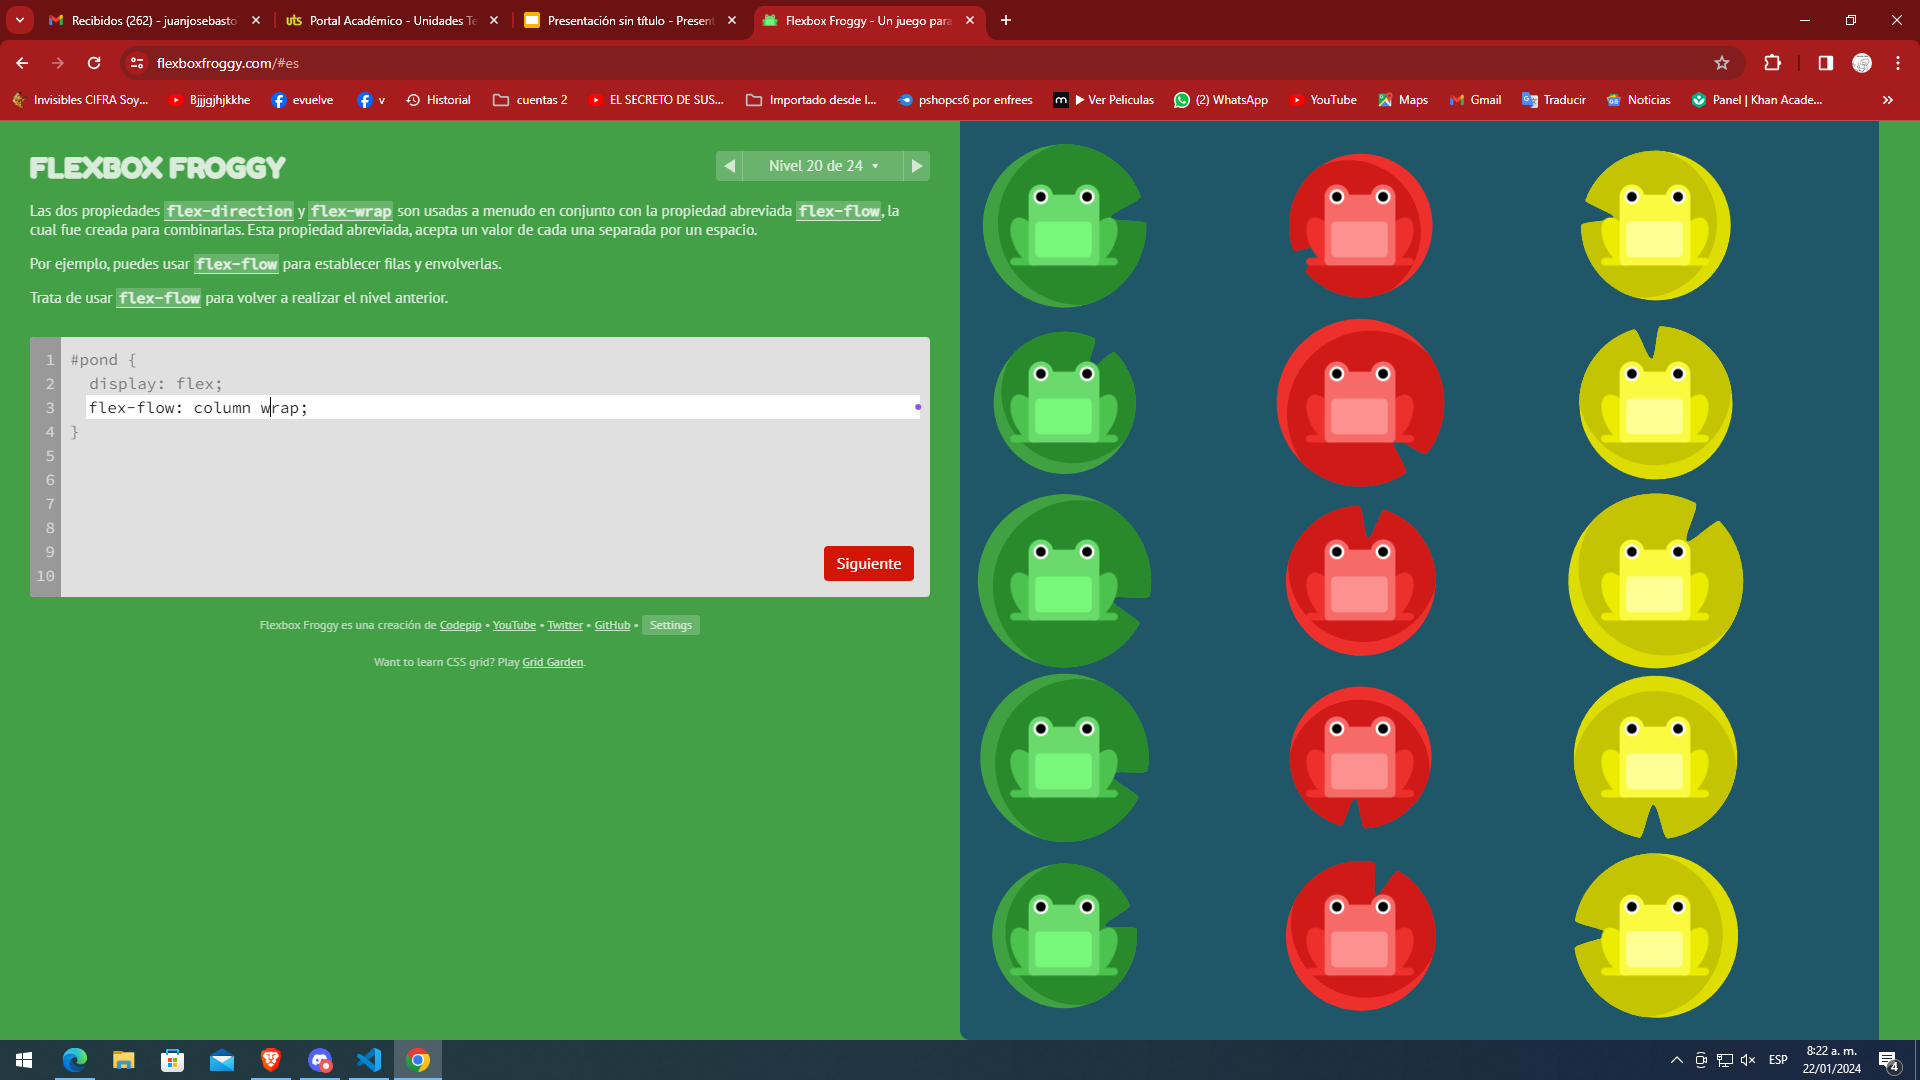 Recibidos (262) - juanjosebasto
Portal Académico - Unidades Te
Presentación sin título - Present
Flexbox Froggy - Un juego para
flexboxfroggy.com/#es
Invisibles CIFRA Soy...
Bjjjgjhjkkhe
evuelve
v
Historial
cuentas 2
EL SECRETO DE SUS...
Importado desde l...
pshopcs6 por enfrees
▶ Ver Peliculas
(2) WhatsApp
YouTube
Maps
Gmail
Traducir
Noticias
Panel | Khan Acade...
»
FLEXBOX FROGGY
Nivel 20 de 24
Las dos propiedades flex-direction y flex-wrap son usadas a menudo en conjunto con la propiedad abreviada flex-flow, la
cual fue creada para combinarlas. Esta propiedad abreviada, acepta un valor de cada una separada por un espacio.
Por ejemplo, puedes usar flex-flow para establecer filas y envolverlas.
Trata de usar flex-flow para volver a realizar el nivel anterior.
1 #pond {
2 display: flex;
3 flex-flow: column wrap;
4 }
5
6
7
8
9
10
Siguiente
Flexbox Froggy es una creación de Codepip • YouTube • Twitter • GitHub • Settings
Want to learn CSS grid? Play Grid Garden.
ESP
8:22 a. m.
22/01/2024
4